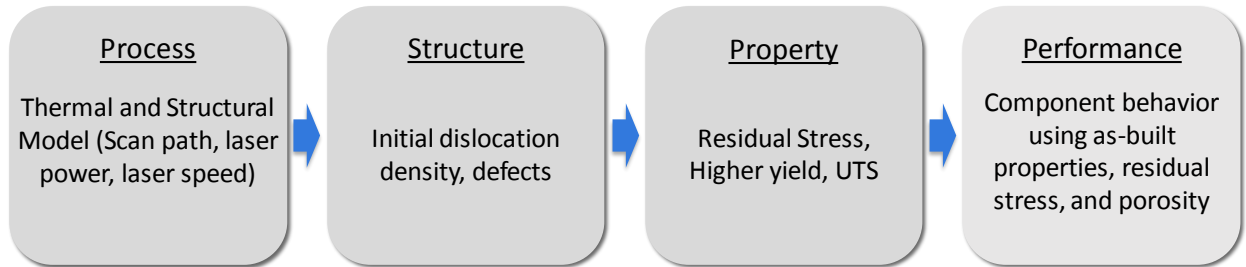 Process
Thermal and Structural
Model (Scan path, laser
power, laser speed)
Structure
Initial dislocation
density, defects
Property
Residual Stress,
Higher yield, UTS
Performance
Component behavior
using as-built
properties, residual
stress, and porosity